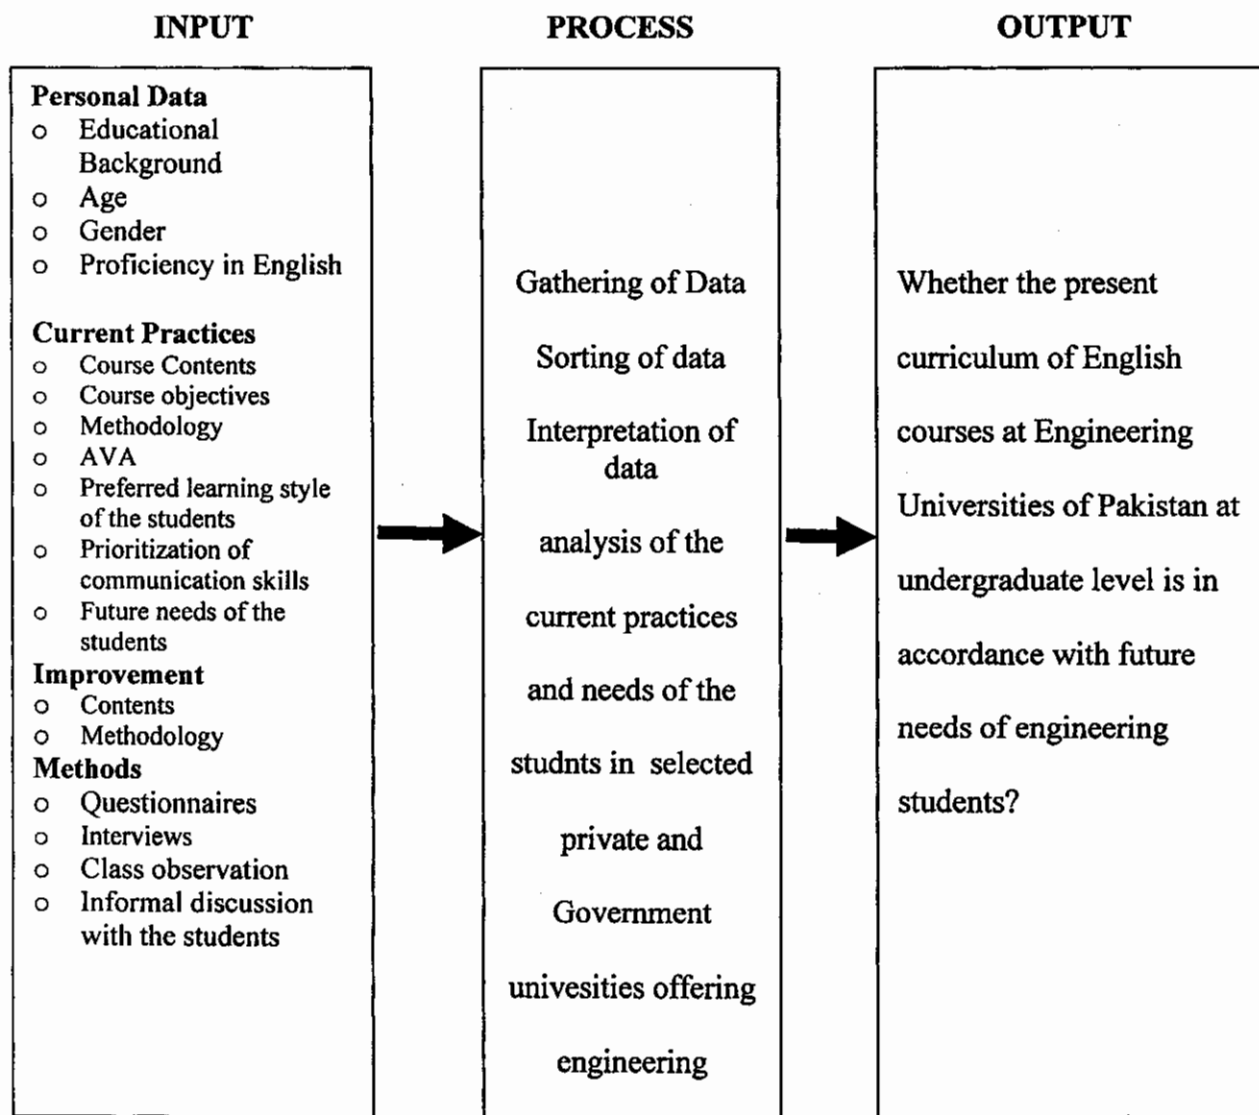 INPUT
PROCESS
OUTPUT
Personal Data
o Educational
Background
o Age
o Gender
o Proficiency in English
Current Practices
o Course Contents
o Course objectives
o Methodology
o AVA
o Preferred learning style
of the students
o Prioritization of
communication skills
o Future needs of the
students
Improvement
o Contents
o Methodology
Methods
o Questionnaires
o Interviews
o Class observation
o Informal discussion
with the students
Gathering of Data
Sorting of data
Interpretation of
data
analysis of the
current practices
and needs of the
studnts in selected
private and
Government
univesities offering
engineering
Whether the present
curriculum of English
courses at Engineering
Universities of Pakistan at
undergraduate level is in
accordance with future
needs of engineering
students?